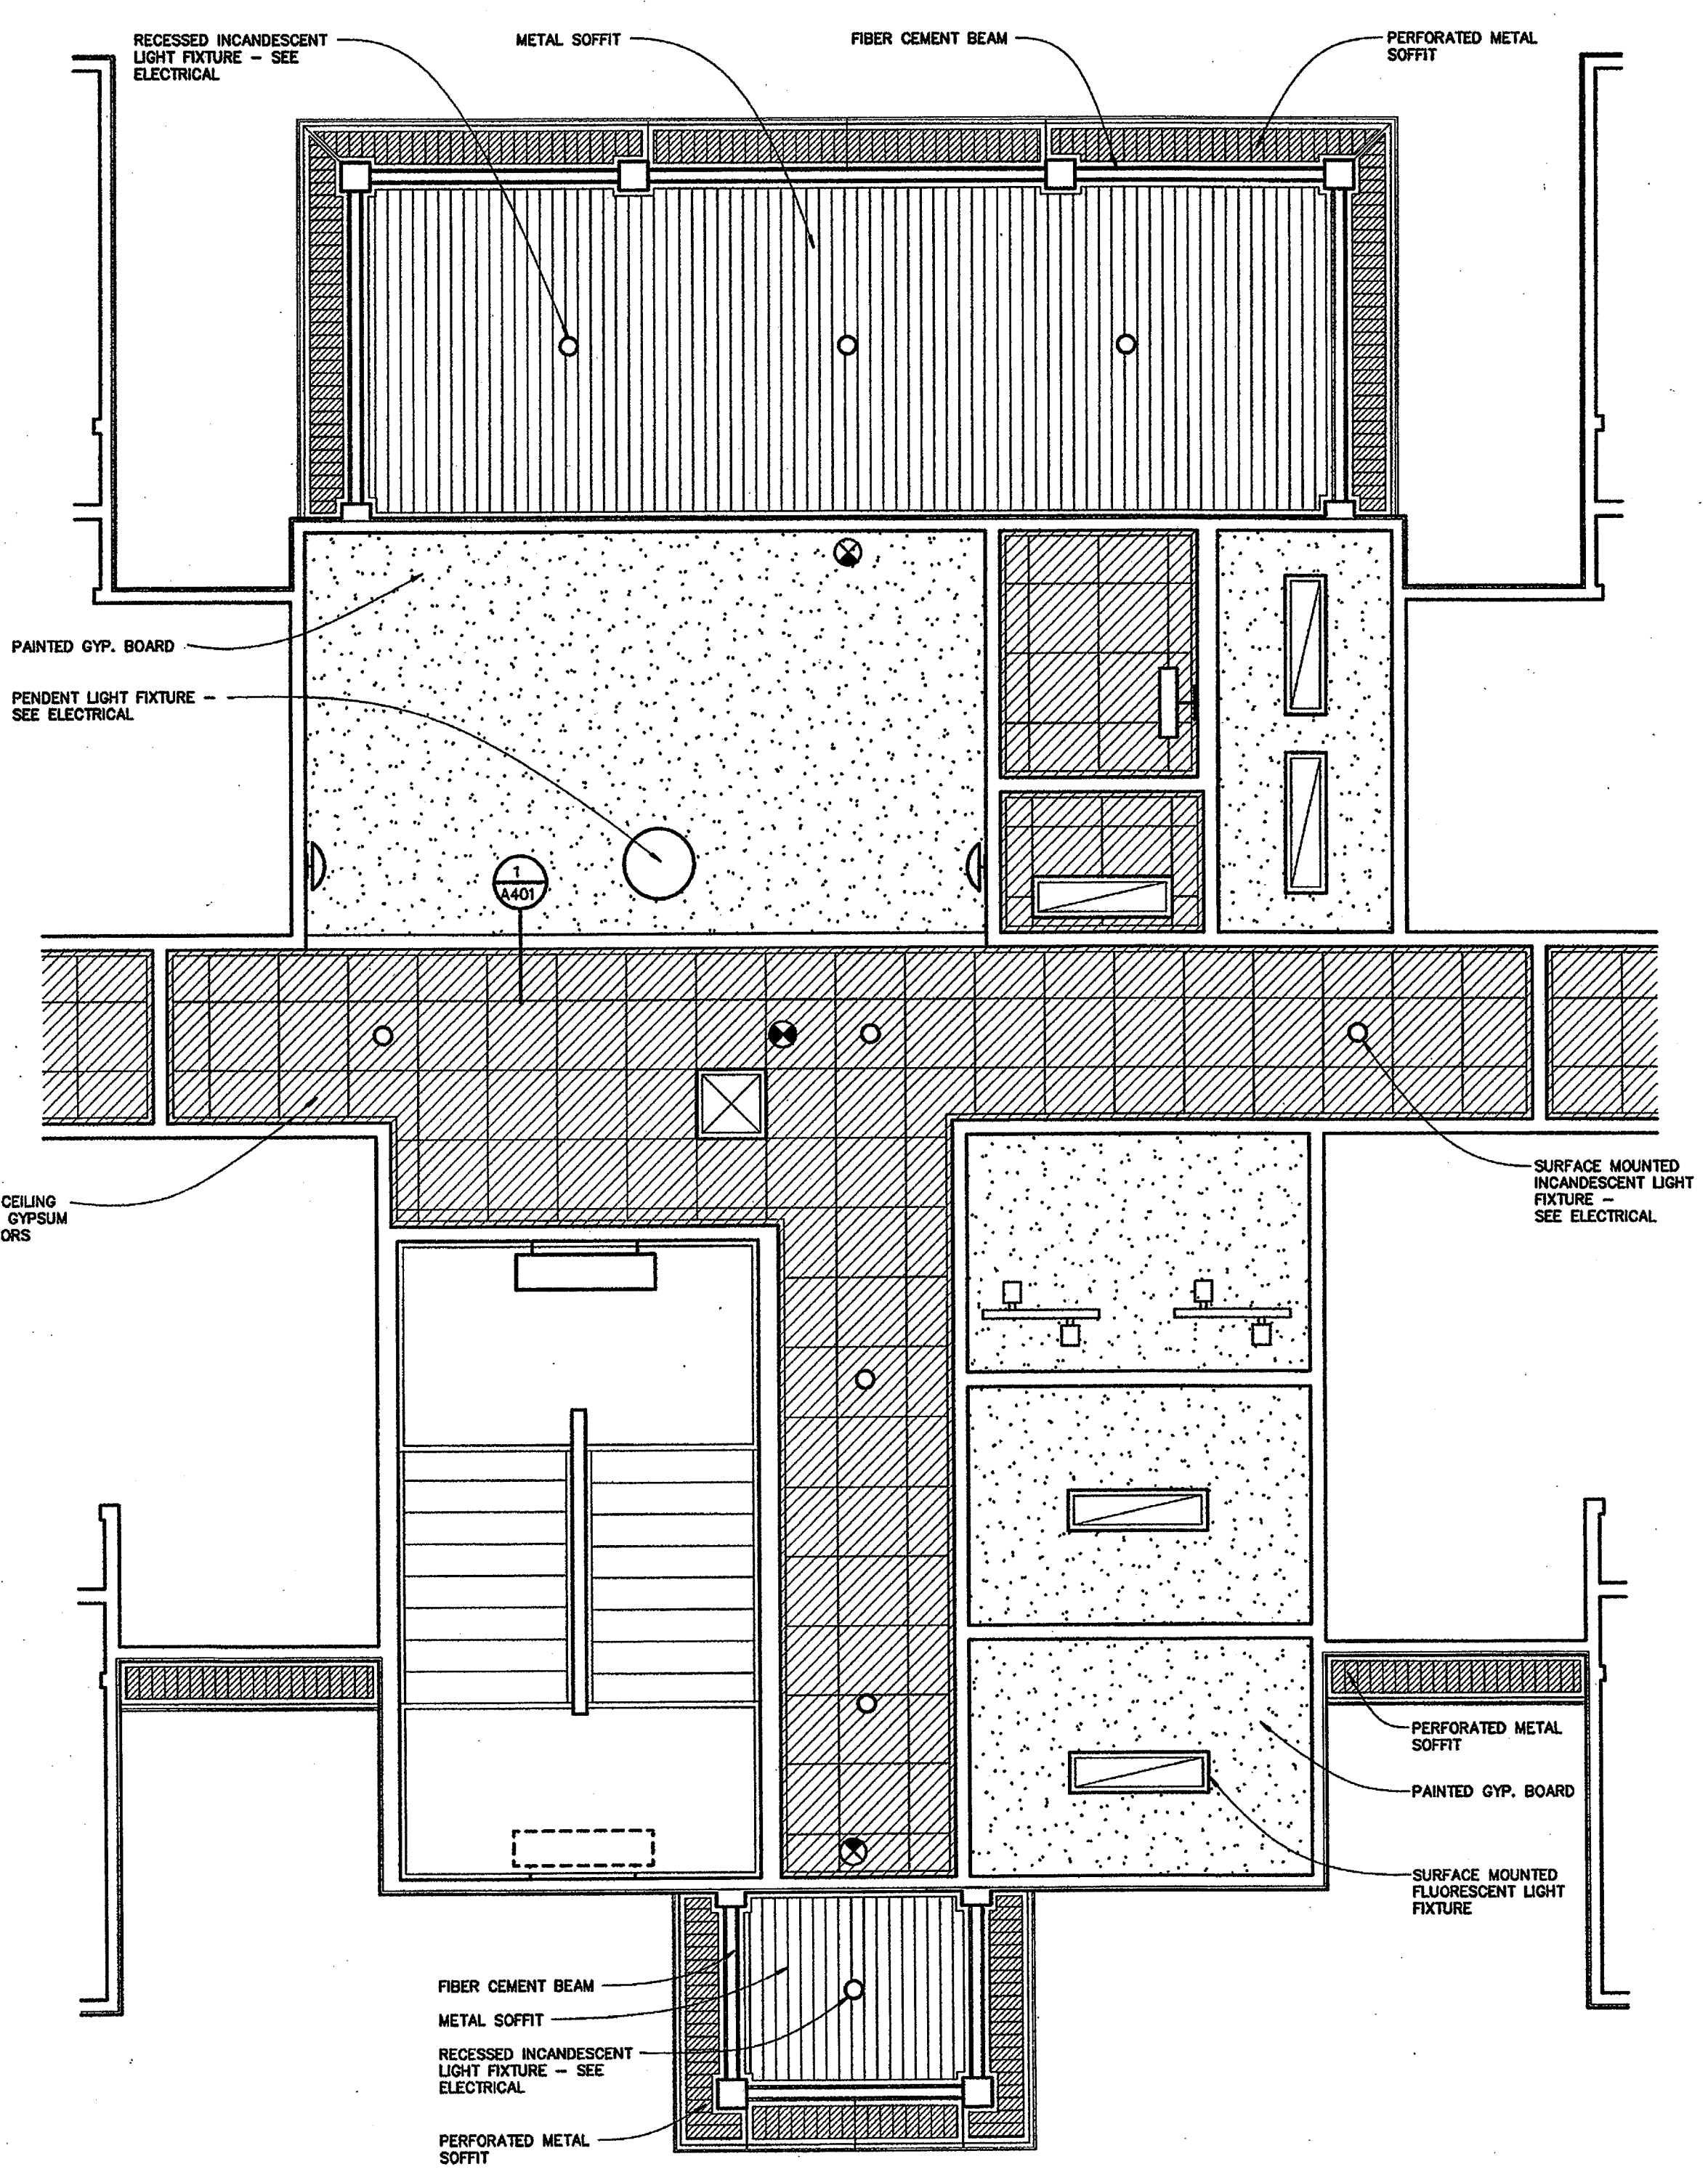 RECESSED INCANDESCENT
LIGHT FIXTURE – SEE
ELECTRICAL
METAL SOFFIT
FIBER CEMENT BEAM
PERFORATED METAL
SOFFIT
PAINTED GYP. BOARD
PENDENT LIGHT FIXTURE –
SEE ELECTRICAL
1
A401
CEILING
GYPSUM
ORS
SURFACE MOUNTED
INCANDESCENT LIGHT
FIXTURE –
SEE ELECTRICAL
PERFORATED METAL
SOFFIT
PAINTED GYP. BOARD
SURFACE MOUNTED
FLUORESCENT LIGHT
FIXTURE
FIBER CEMENT BEAM
METAL SOFFIT
RECESSED INCANDESCENT
LIGHT FIXTURE – SEE
ELECTRICAL
PERFORATED METAL
SOFFIT